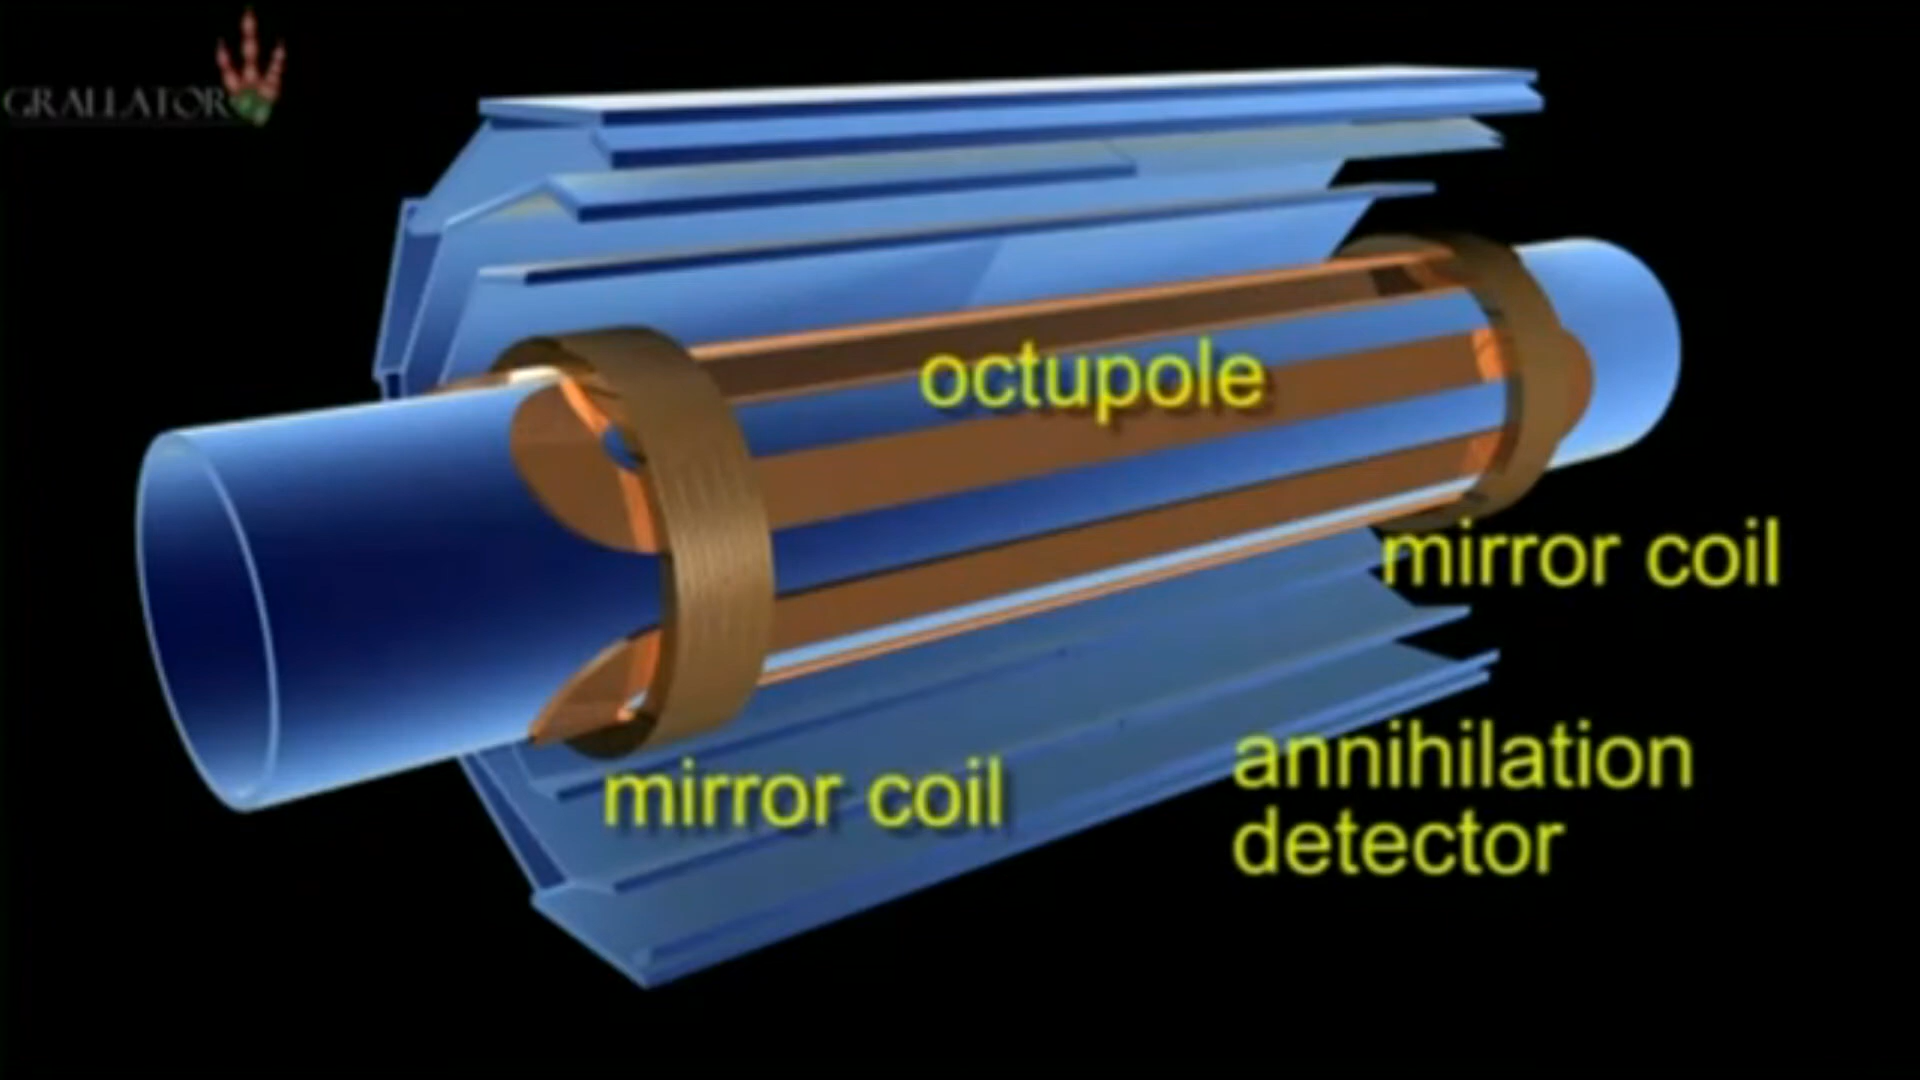 GRALLATOR
octupole
mirror coil
mirror coil
annihilation
detector